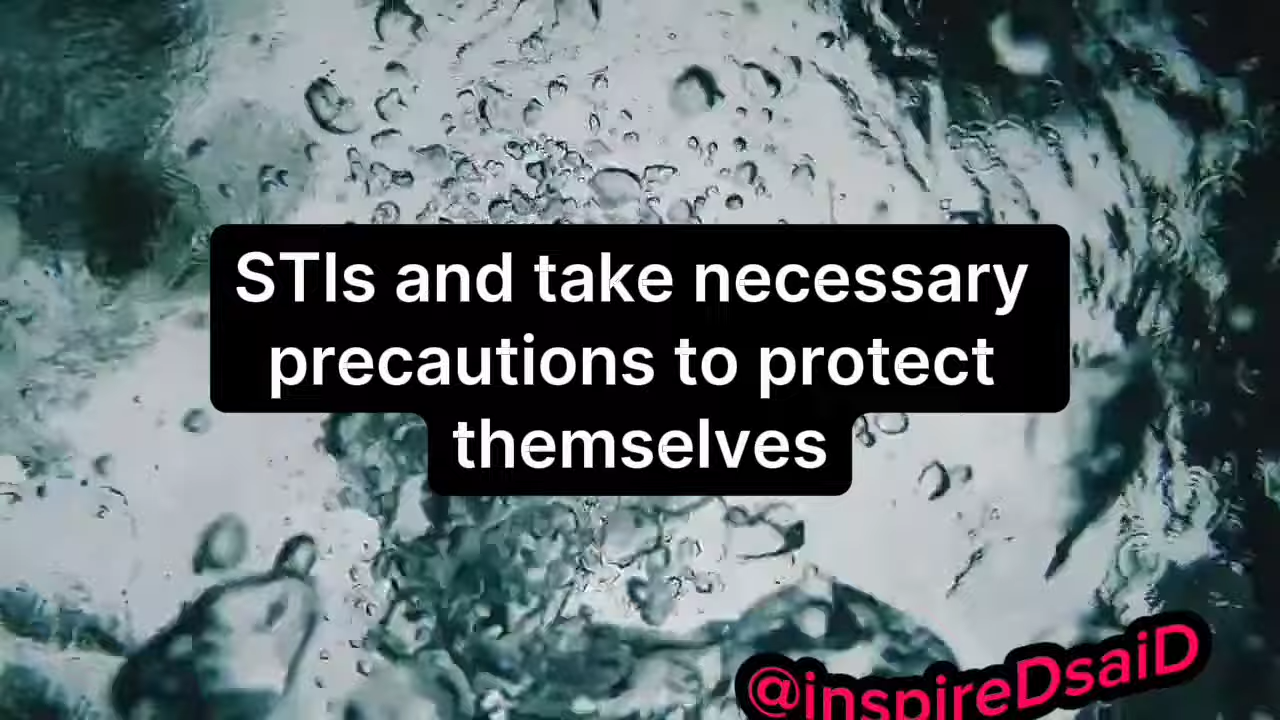 STIs and take necessary
precautions to protect
themselves
@inspireDsaiD